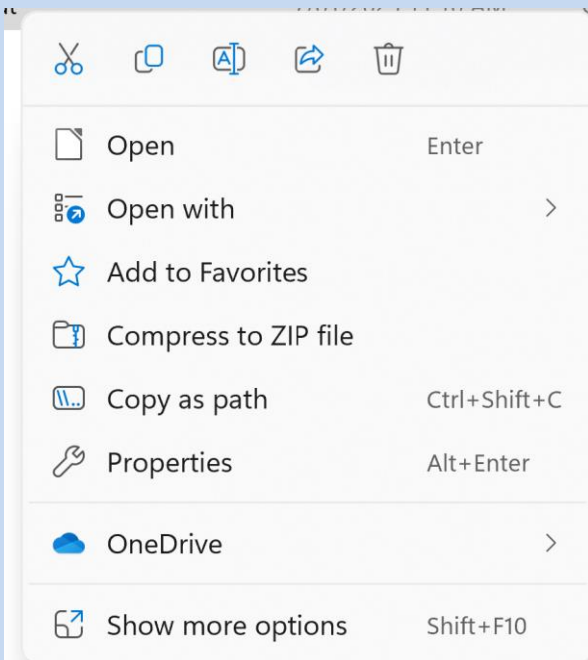 Open Enter
Open with
Add to Favorites
Compress to ZIP file
Copy as path Ctrl+Shift+C
Properties Alt+Enter
OneDrive
Show more options Shift+F10